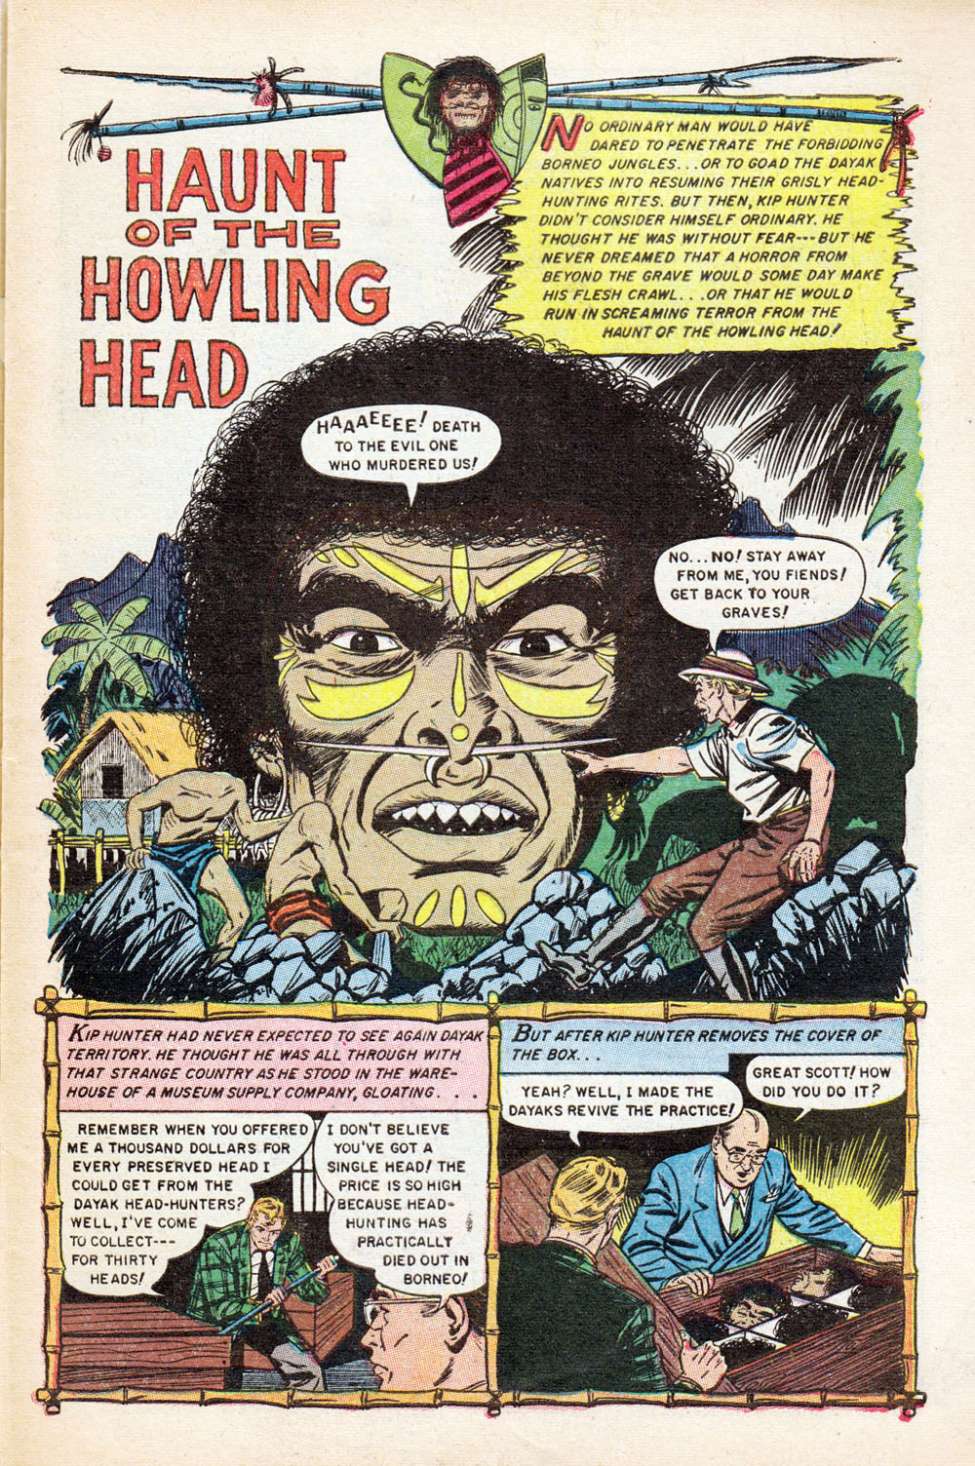 HAUNT
OF THE
HOWLING
HEAD
NO ORDINARY MAN WOULD HAVE
DARED TO PENETRATE THE FORBIDDING
BORNEO JUNGLES...OR TO GOAD THE DAYAK
NATIVES INTO RESUMING THEIR GRISLY HEAD-
HUNTING RITES. BUT THEN, KIP HUNTER
DIDN'T CONSIDER HIMSELF ORDINARY. HE
THOUGHT HE WAS WITHOUT FEAR---BUT HE
NEVER DREAMED THAT A HORROR FROM
BEYOND THE GRAVE WOULD SOME DAY MAKE
HIS FLESH CRAWL...OR THAT HE WOULD
RUN IN SCREAMING TERROR FROM THE
HAUNT OF THE HOWLING HEAD!
HAAAEEEE! DEATH
TO THE EVIL ONE
WHO MURDERED US!
NO...NO! STAY AWAY
FROM ME, YOU FIENDS!
GET BACK TO YOUR
GRAVES!
KIP HUNTER HAD NEVER EXPECTED TO SEE AGAIN DAYAK
TERRITORY. HE THOUGHT HE WAS ALL THROUGH WITH
THAT STRANGE COUNTRY AS HE STOOD IN THE WARE-
HOUSE OF A MUSEUM SUPPLY COMPANY, GLOATING. . . .
REMEMBER WHEN YOU OFFERED
ME A THOUSAND DOLLARS FOR
EVERY PRESERVED HEAD I
COULD GET FROM THE
DAYAK HEAD-HUNTERS?
WELL, I'VE COME
TO COLLECT---
FOR THIRTY
HEADS!
I DON'T BELIEVE
YOU'VE GOT A
SINGLE HEAD! THE
PRICE IS SO HIGH
BECAUSE HEAD-
HUNTING HAS
PRACTICALLY
DIED OUT IN
BORNEO!
BUT AFTER KIP HUNTER REMOVES THE COVER OF
THE BOX...
YEAH? WELL, I MADE THE
DAYAKS REVIVE THE PRACTICE!
GREAT SCOTT! HOW
DID YOU DO IT?